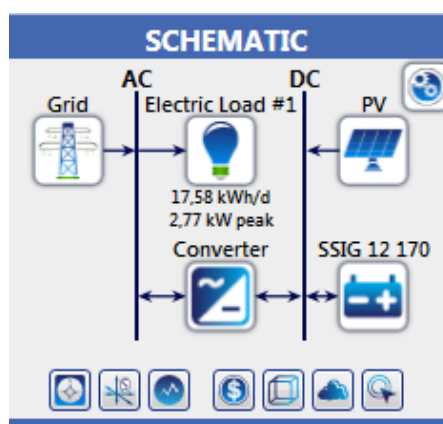 SCHEMATIC
AC DC
Grid Electric Load #1 PV
17,58 kWh/d
2,77 kW peak
Converter SSIG 12 170